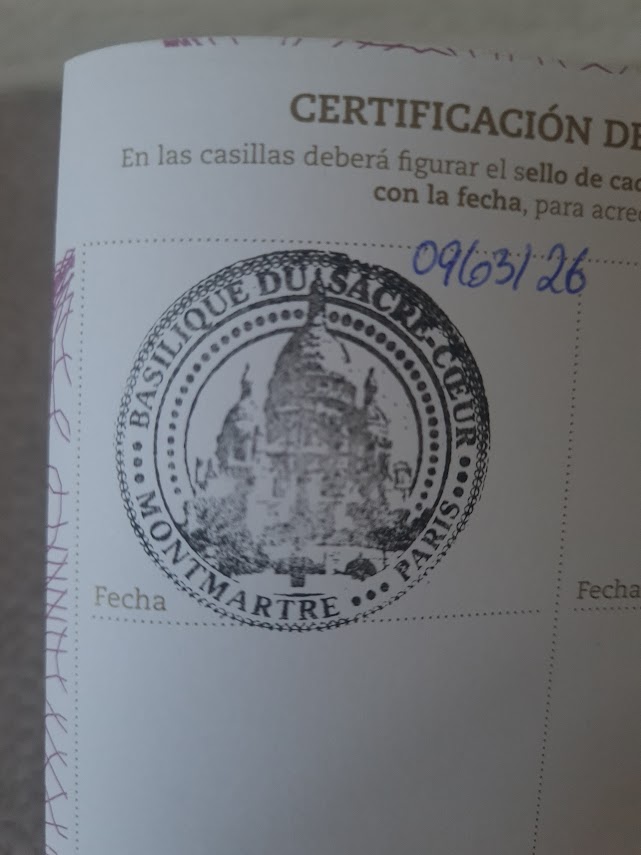 CERTIFICACIÓN DE
En las casillas deberá figurar el sello de cad
con la fecha, para acre
09/03/26
BASILIQUE DU SACRÉ-CŒUR
MONTMARTRE ••• PARIS •••
Fecha
Fecha